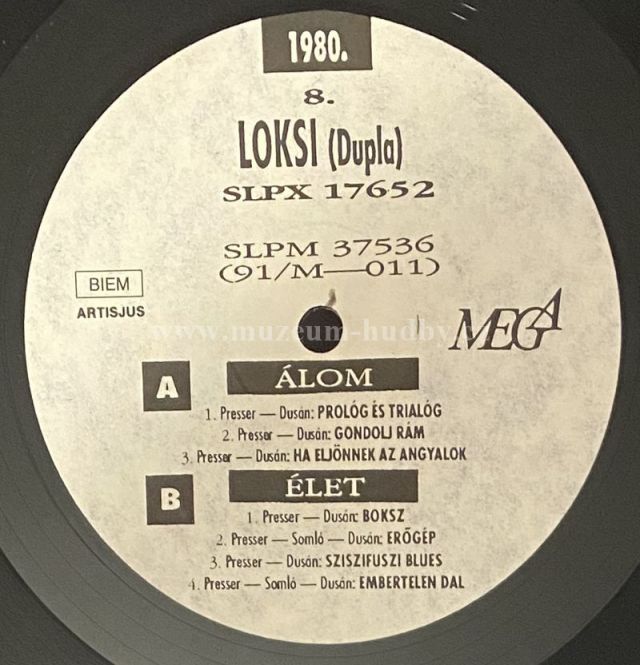 1980.
8.
LOKSI (Dupla)
SLPX 17652
SLPM 37536
(91/M—011)
BIEM
ARTISJUS
www.muzeum-hudby.
MEGA
A
ÁLOM
1. Presser — Dusán: PROLÓG ÉS TRIALÓG
2. Presser — Dusán: GONDOLJ RÁM
3. Presser — Dusán: HA ELJÖNNEK AZ ANGYALOK
B
ÉLET
1. Presser — Dusán: BOKSZ
2. Presser — Somló — Dusán: ERŐGÉP
3. Presser — Dusán: SZISZIFUSZI BLUES
4. Presser — Somló — Dusán: EMBERTELEN DAL